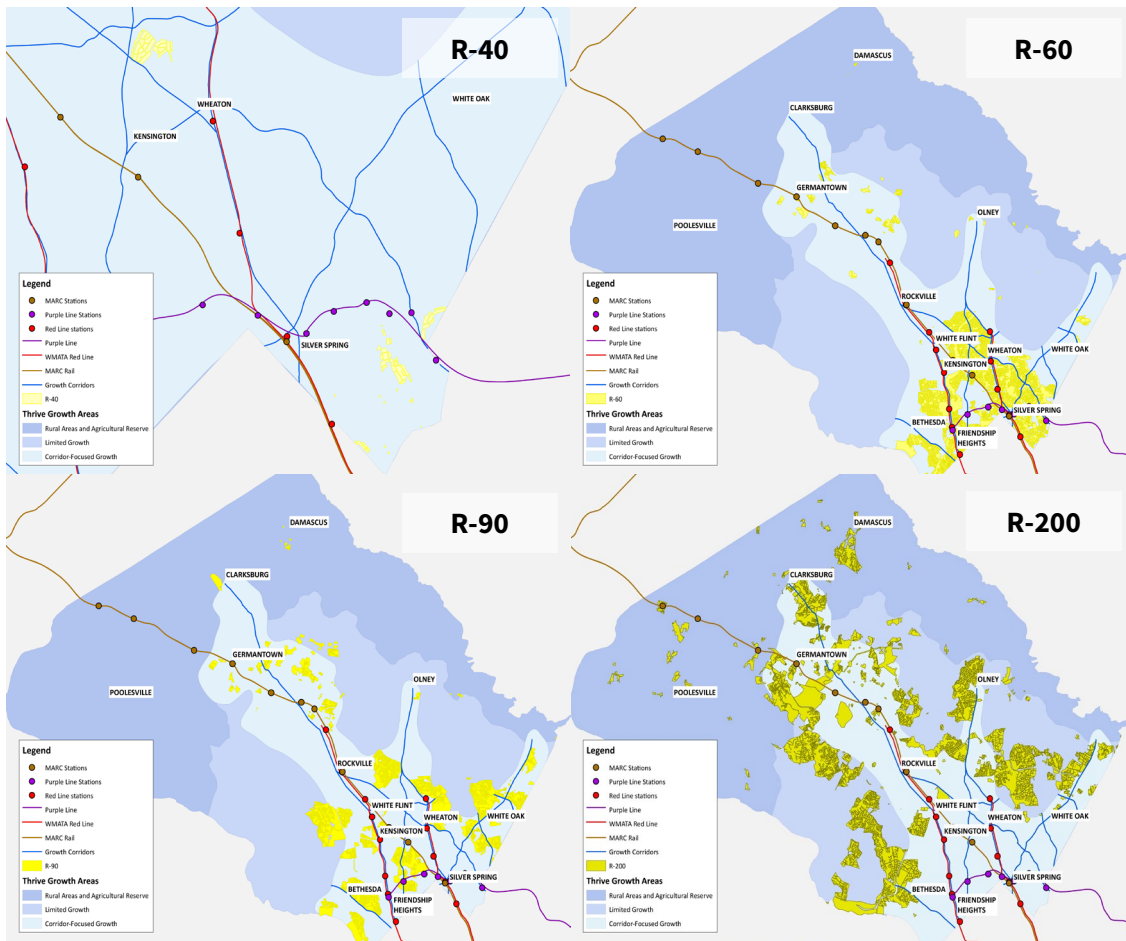 R-40
WHEATON
WHITE OAK
KENSINGTON
SILVER SPRING
Legend
MARC Stations
Purple Line Stations
Red Line stations
Purple Line
WMATA Red Line
MARC Rail
Growth Corridors
R-40
Thrive Growth Areas
Rural Areas and Agricultural Reserve
Limited Growth
Corridor-Focused Growth
R-60
DAMASCUS
CLARKSBURG
GERMANTOWN
OLNEY
POOLESVILLE
ROCKVILLE
WHITE FLINT
WHEATON
WHITE OAK
KENSINGTON
SILVER SPRING
BETHESDA
FRIENDSHIP
HEIGHTS
Legend
MARC Stations
Purple Line Stations
Red Line stations
Purple Line
WMATA Red Line
MARC Rail
Growth Corridors
R-60
Thrive Growth Areas
Rural Areas and Agricultural Reserve
Limited Growth
Corridor-Focused Growth
R-90
DAMASCUS
CLARKSBURG
GERMANTOWN
OLNEY
POOLESVILLE
ROCKVILLE
WHITE FLINT
WHEATON
WHITE OAK
KENSINGTON
SILVER SPRING
BETHESDA
FRIENDSHIP
HEIGHTS
Legend
MARC Stations
Purple Line Stations
Red Line stations
Purple Line
WMATA Red Line
MARC Rail
Growth Corridors
R-90
Thrive Growth Areas
Rural Areas and Agricultural Reserve
Limited Growth
Corridor-Focused Growth
R-200
DAMASCUS
CLARKSBURG
GERMANTOWN
OLNEY
POOLESVILLE
ROCKVILLE
WHITE FLINT
WHEATON
WHITE OAK
KENSINGTON
SILVER SPRING
BETHESDA
FRIENDSHIP
HEIGHTS
Legend
MARC Stations
Purple Line Stations
Red Line stations
Purple Line
WMATA Red Line
MARC Rail
Growth Corridors
R-200
Thrive Growth Areas
Rural Areas and Agricultural Reserve
Limited Growth
Corridor-Focused Growth